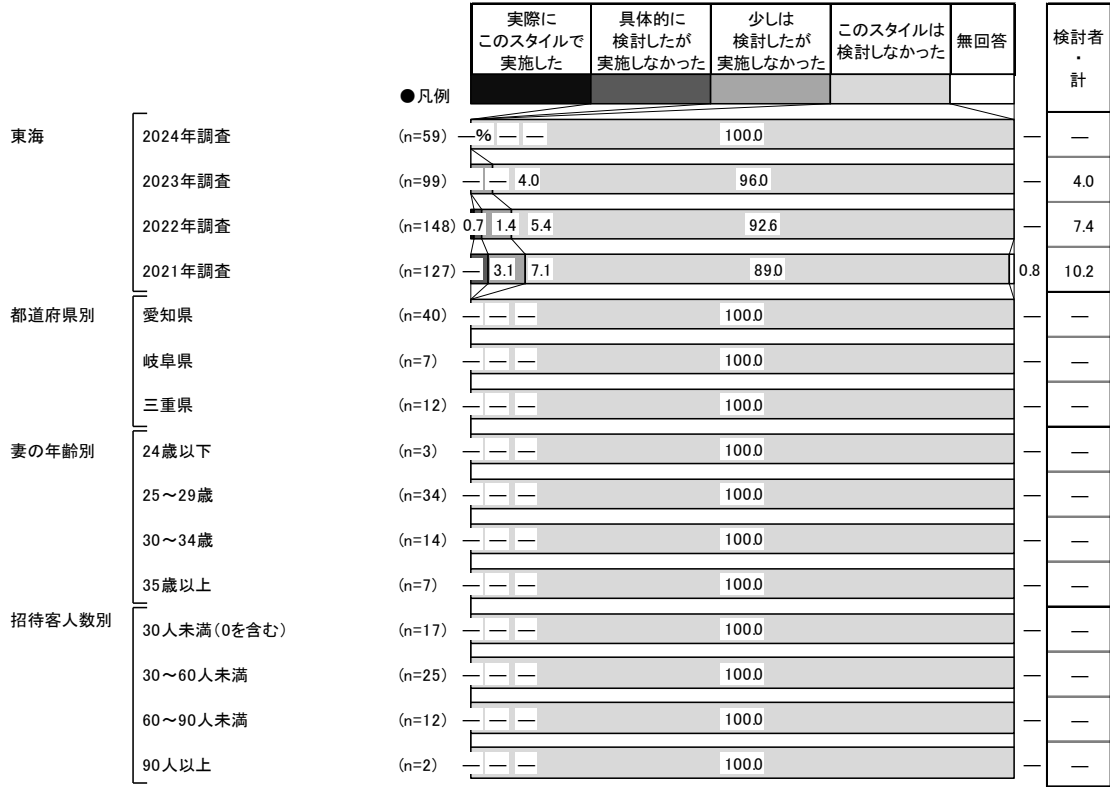 実際に
このスタイルで
実施した
具体的に
検討したが
実施しなかった
少しは
検討したが
実施しなかった
このスタイルは
検討しなかった
無回答
検討者
・
計
●凡例
東海 2024年調査 (n=59) —% — — 100.0 — —
2023年調査 (n=99) — — 4.0 96.0 — 4.0
2022年調査 (n=148) 0.7 1.4 5.4 92.6 — 7.4
2021年調査 (n=127) — 3.1 7.1 89.0 0.8 10.2
都道府県別 愛知県 (n=40) — — — 100.0 — —
岐阜県 (n=7) — — — 100.0 — —
三重県 (n=12) — — — 100.0 — —
妻の年齢別 24歳以下 (n=3) — — — 100.0 — —
25～29歳 (n=34) — — — 100.0 — —
30～34歳 (n=14) — — — 100.0 — —
35歳以上 (n=7) — — — 100.0 — —
招待客人数別 30人未満(0を含む) (n=17) — — — 100.0 — —
30～60人未満 (n=25) — — — 100.0 — —
60～90人未満 (n=12) — — — 100.0 — —
90人以上 (n=2) — — — 100.0 — —